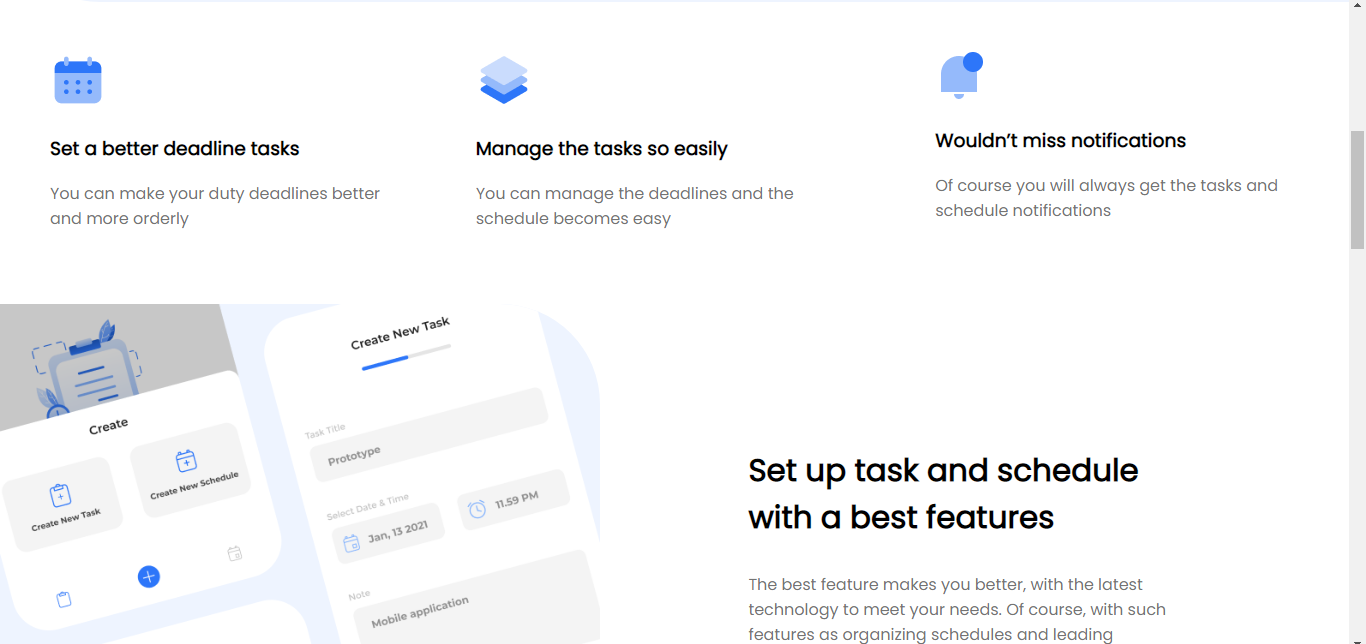 Set a better deadline tasks
You can make your duty deadlines better
and more orderly
Manage the tasks so easily
You can manage the deadlines and the
schedule becomes easy
Wouldn’t miss notifications
Of course you will always get the tasks and
schedule notifications
Create
Create New Task
Create New Schedule
Create New Task
Task Title
Prototype
Select Date & Time
Jan, 13 2021
11.59 PM
Note
Mobile application
Set up task and schedule
with a best features
The best feature makes you better, with the latest
technology to meet your needs. Of course, with such
features as organizing schedules and leading